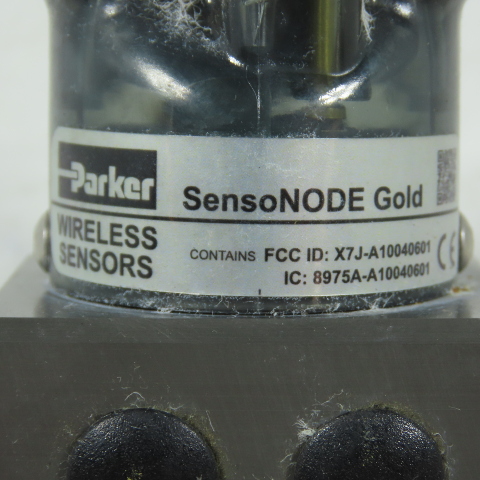 Parker
SensoNODE Gold
WIRELESS
SENSORS
CONTAINS FCC ID: X7J-A10040601
IC: 8975A-A10040601
CE